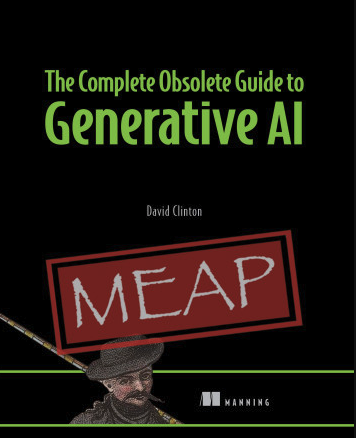 The Complete Obsolete Guide to
Generative AI
David Clinton
MEAP
MANNING